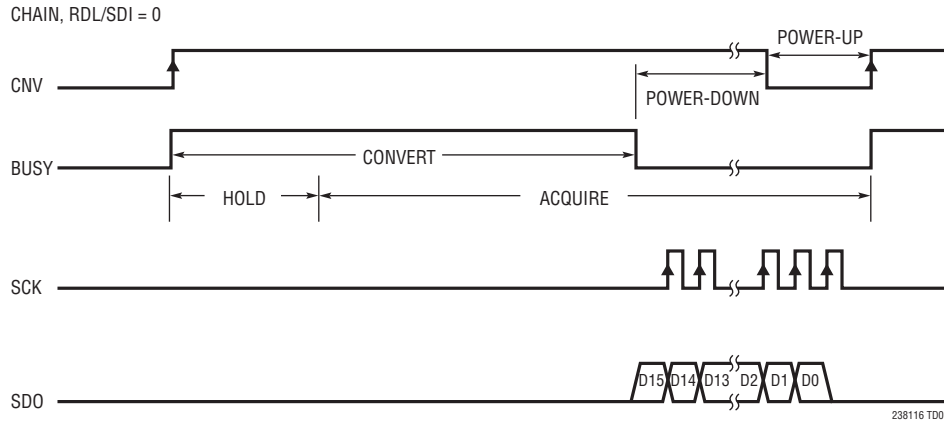 CHAIN, RDL/SDI = 0
POWER-UP
CNV
POWER-DOWN
CONVERT
BUSY
HOLD
ACQUIRE
SCK
D15 D14 D13 D2 D1 D0
SDO
238116 TD0